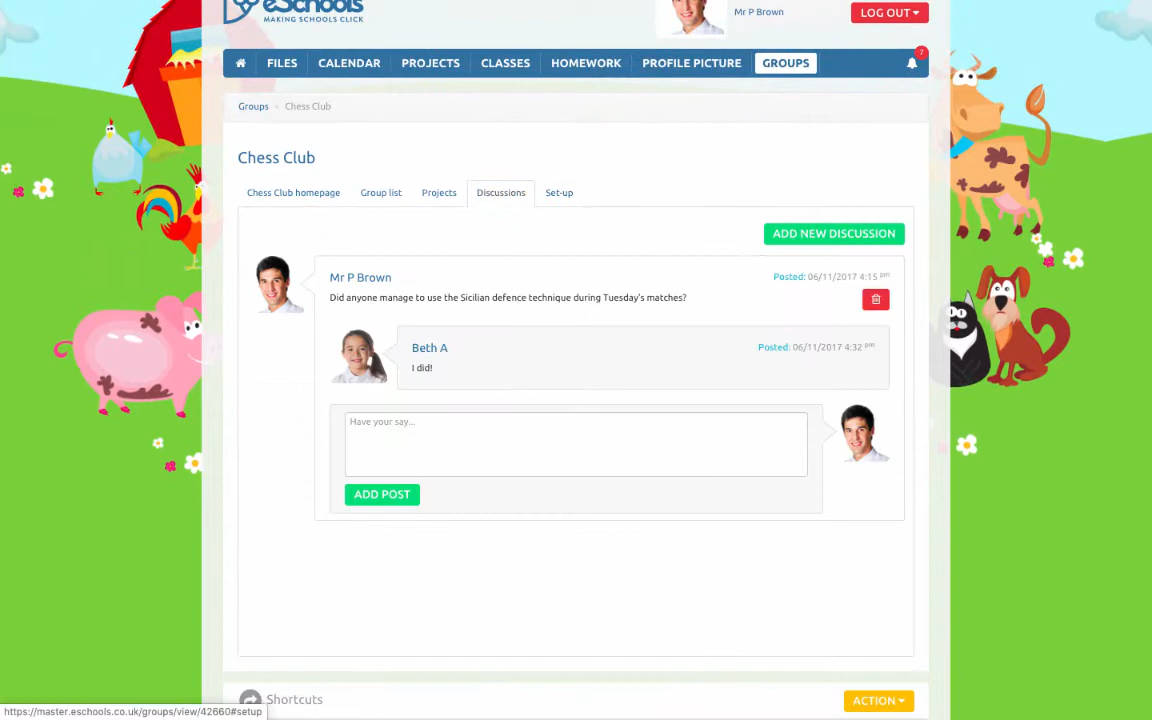 eSchools
MAKING SCHOOLS CLICK
Mr P Brown
LOG OUT
FILES CALENDAR PROJECTS CLASSES HOMEWORK PROFILE PICTURE GROUPS 7
Groups Chess Club
Chess Club
Chess Club homepage Group list Projects Discussions Set-up
ADD NEW DISCUSSION
Mr P Brown Posted: 06/11/2017 4:15 pm
Did anyone manage to use the Sicilian defence technique during Tuesday's matches?
Beth A Posted: 06/11/2017 4:32 pm
I did!
Have your say...
ADD POST
Shortcuts ACTION
https://master.eschools.co.uk/groups/view/42660#setup